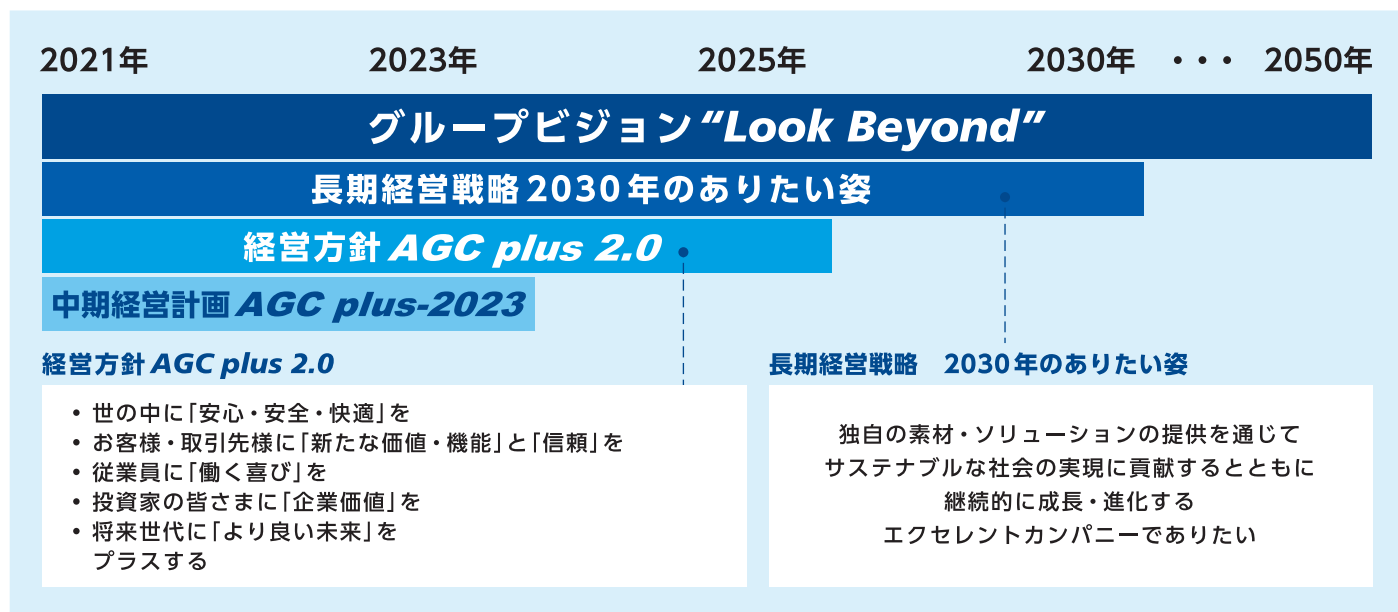 2021年 2023年 2025年 2030年 ・・・ 2050年
グループビジョン“Look Beyond”
長期経営戦略2030年のありたい姿
経営方針 AGC plus 2.0
中期経営計画 AGC plus-2023
経営方針 AGC plus 2.0
・世の中に「安心・安全・快適」を
・お客様・取引先様に「新たな価値・機能」と「信頼」を
・従業員に「働く喜び」を
・投資家の皆さまに「企業価値」を
・将来世代に「より良い未来」を
プラスする
長期経営戦略　2030年のありたい姿
独自の素材・ソリューションの提供を通じて
サステナブルな社会の実現に貢献するとともに
継続的に成長・進化する
エクセレントカンパニーでありたい